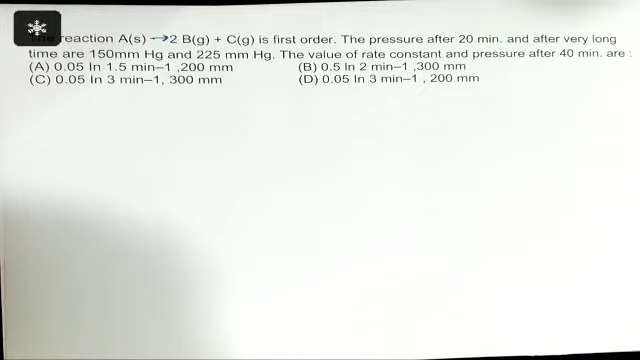 reaction A(s) →2 B(g) + C(g) is first order. The pressure after 20 min. and after very long
time are 150mm Hg and 225 mm Hg. The value of rate constant and pressure after 40 min. are :
(A) 0.05 ln 1.5 min–1 ,200 mm (B) 0.5 ln 2 min–1 ,300 mm
(C) 0.05 ln 3 min–1, 300 mm (D) 0.05 ln 3 min–1 , 200 mm